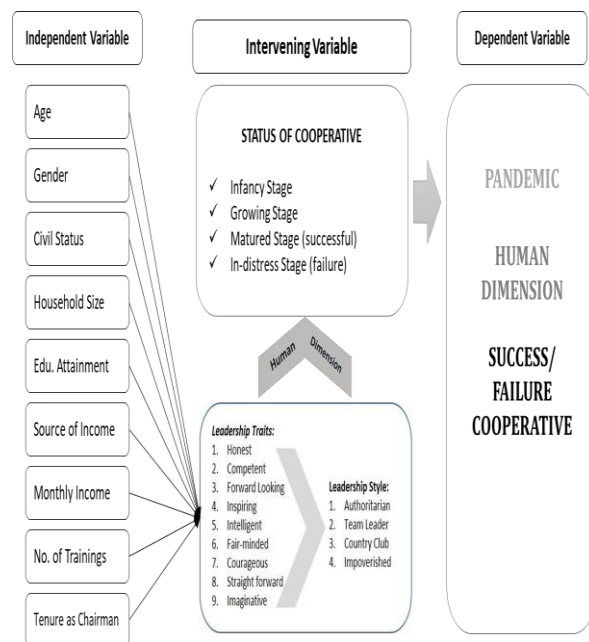 Independent Variable
Intervening Variable
Dependent Variable
Age
Gender
Civil Status
Household Size
Edu. Attainment
Source of Income
Monthly Income
No. of Trainings
Tenure as Chairman
STATUS OF COOPERATIVE
✓ Infancy Stage
✓ Growing Stage
✓ Matured Stage (successful)
✓ In-distress Stage (failure)
Human Dimension
Leadership Traits:
1. Honest
2. Competent
3. Forward Looking
4. Inspiring
5. Intelligent
6. Fair-minded
7. Courageous
8. Straight forward
9. Imaginative
Leadership Style:
1. Authoritarian
2. Team Leader
3. Country Club
4. Impoverished
PANDEMIC
HUMAN
DIMENSION
SUCCESS/
FAILURE
COOPERATIVE